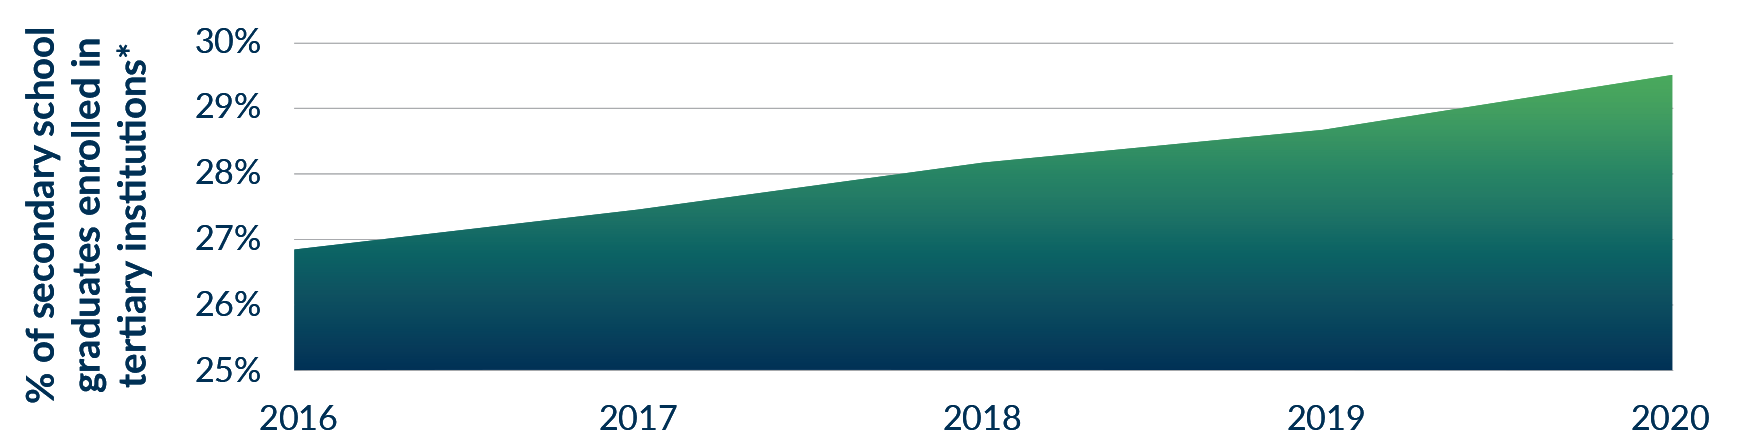 % of secondary school
graduates enrolled in
tertiary institutions*
30%
29%
28%
27%
26%
25%
2016 2017 2018 2019 2020